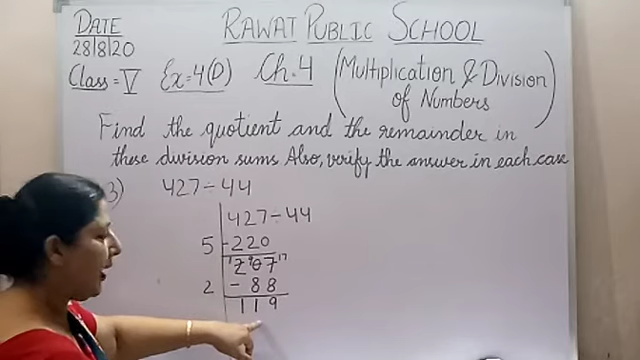 DATE
28/8/20
RAWAT PUBLIC SCHOOL
Class = V Ex = 4(D) Ch. 4 (Multiplication & Division
of Numbers)
Find the quotient and the remainder in
these division sums Also, verify the answer in each case
3) 427 ÷ 44
427 ÷ 44
5 -220
207 17
2 - 88
119